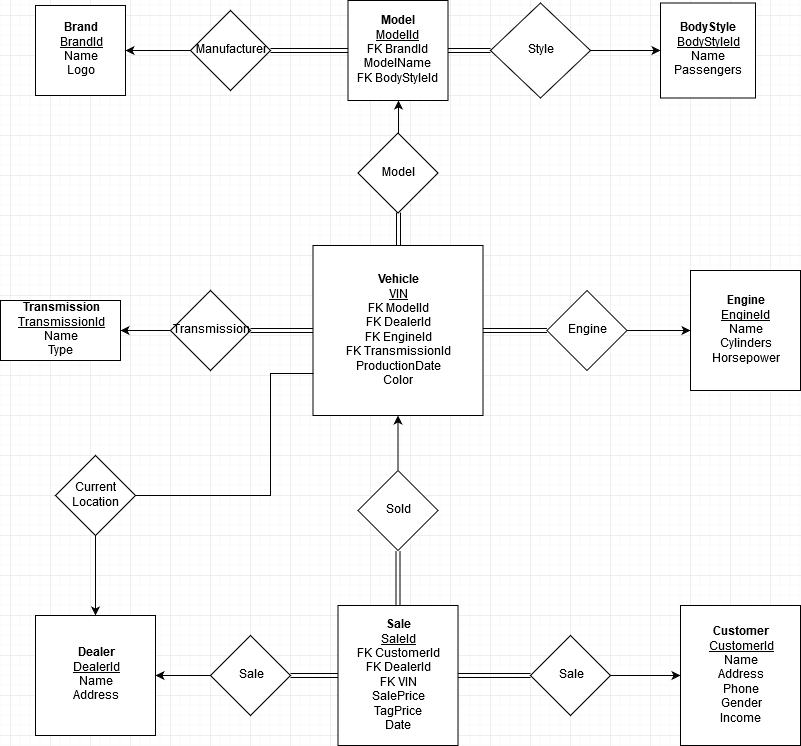 Brand
BrandId
Name
Logo
Manufacturer
Model
ModelId
FK BrandId
ModelName
FK BodyStyleId
Style
BodyStyle
BodyStyleId
Name
Passengers
Model
Transmission
TransmissionId
Name
Type
Transmission
Vehicle
VIN
FK ModelId
FK DealerId
FK EngineId
FK TransmissionId
ProductionDate
Color
Engine
Engine
EngineId
Name
Cylinders
Horsepower
Current
Location
Sold
Dealer
DealerId
Name
Address
Sale
Sale
SaleId
FK CustomerId
FK DealerId
FK VIN
SalePrice
TagPrice
Date
Sale
Customer
CustomerId
Name
Address
Phone
Gender
Income